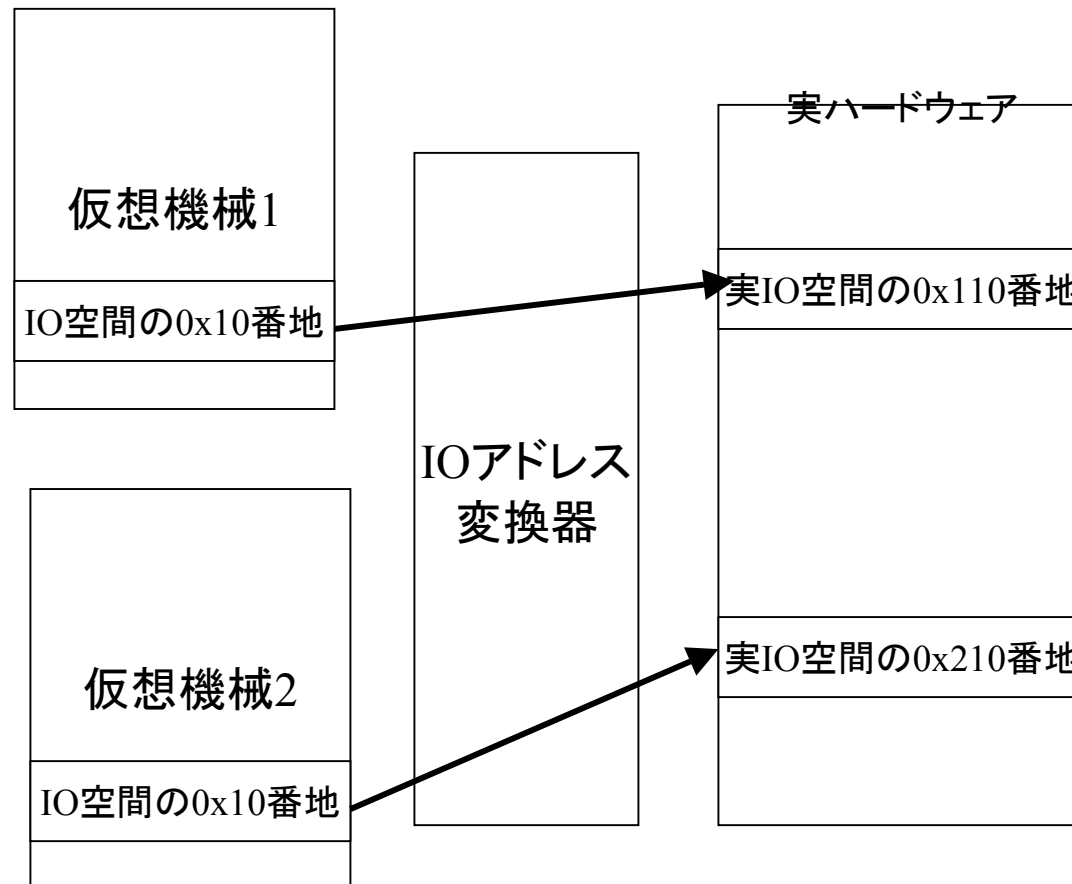 仮想機械1
IO空間の0x10番地
仮想機械2
IO空間の0x10番地
IOアドレス
変換器
実ハードウェア
実IO空間の0x110番地
実IO空間の0x210番地